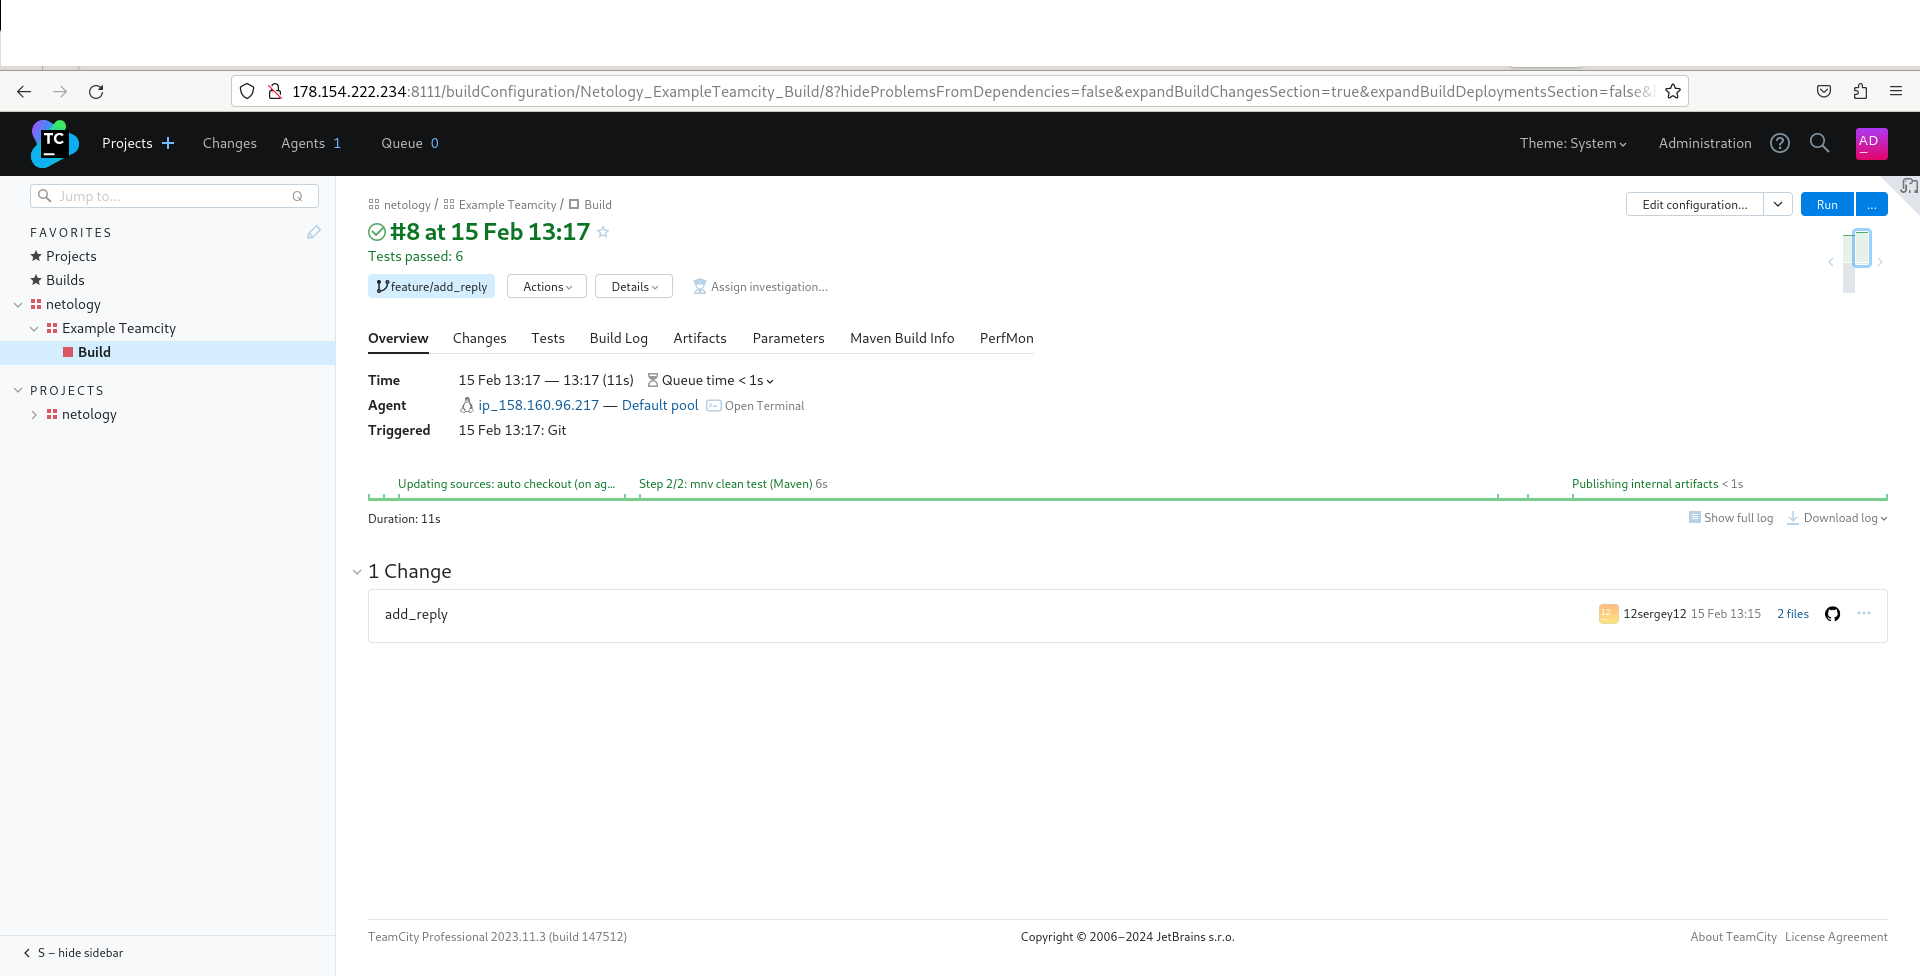 178.154.222.234:8111/buildConfiguration/Netology_ExampleTeamcity_Build/8?hideProblemsFromDependencies=false&expandBuildChangesSection=true&expandBuildDeploymentsSection=false&
TC
Projects
Changes
Agents 1
Queue 0
Theme: System
Administration
AD
Jump to...
Q
FAVORITES
Projects
Builds
netology
Example Teamcity
Build
PROJECTS
netology
netology / Example Teamcity / Build
Edit configuration...
Run
...
#8 at 15 Feb 13:17
Tests passed: 6
feature/add_reply
Actions
Details
Assign investigation...
Overview
Changes
Tests
Build Log
Artifacts
Parameters
Maven Build Info
PerfMon
Time 15 Feb 13:17 — 13:17 (11s) Queue time < 1s
Agent ip_158.160.96.217 — Default pool Open Terminal
Triggered 15 Feb 13:17: Git
Updating sources: auto checkout (on ag...
Step 2/2: mnv clean test (Maven) 6s
Publishing internal artifacts < 1s
Duration: 11s
Show full log
Download log
1 Change
add_reply
12
12sergey12 15 Feb 13:15
2 files
S – hide sidebar
TeamCity Professional 2023.11.3 (build 147512)
Copyright © 2006–2024 JetBrains s.r.o.
About TeamCity
License Agreement